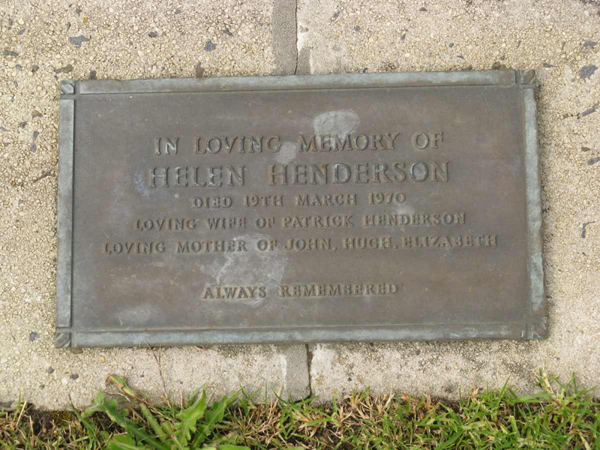 IN LOVING MEMORY OF
HELEN HENDERSON
DIED 19TH MARCH 1970
LOVING WIFE OF PATRICK HENDERSON
LOVING MOTHER OF JOHN, HUGH, ELIZABETH
ALWAYS REMEMBERED